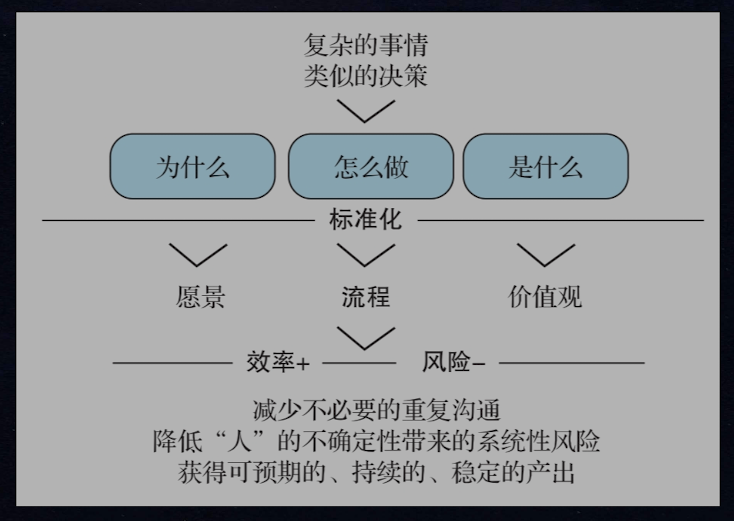 复杂的事情
类似的决策
为什么 怎么做 是什么
标准化
愿景 流程 价值观
效率+ 风险−
减少不必要的重复沟通
降低“人”的不确定性带来的系统性风险
获得可预期的、持续的、稳定的产出